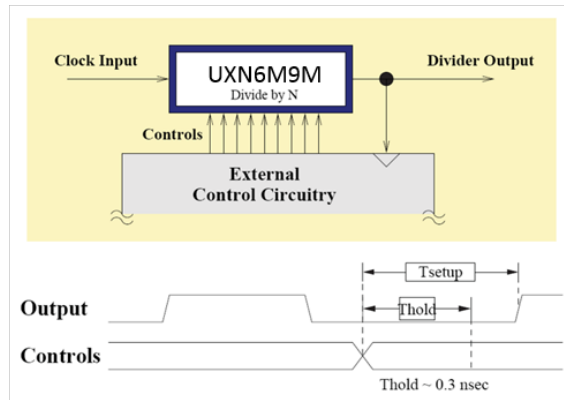 Clock Input
UXN6M9M
Divide by N
Divider Output
Controls
External
Control Circuitry
Tsetup
Output
Thold
Controls
Thold ~ 0.3 nsec